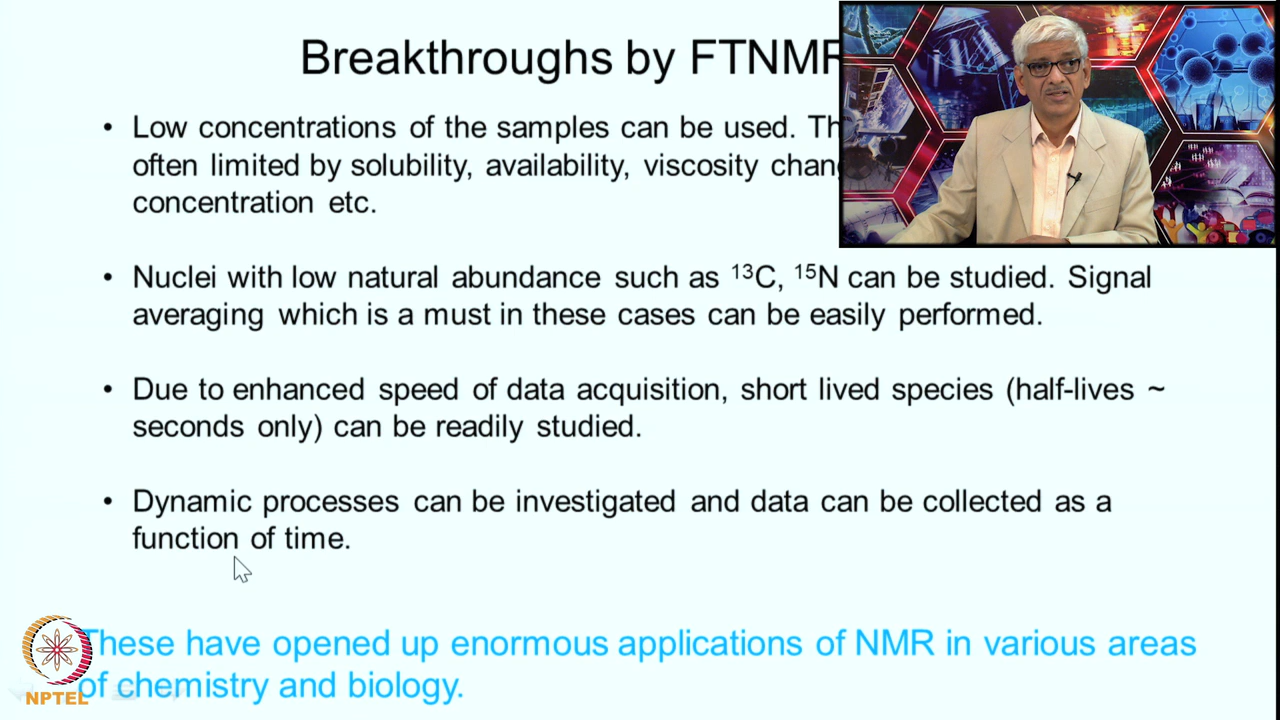 Breakthroughs by FTNMR
• Low concentrations of the samples can be used.
often limited by solubility, availability, viscosity
concentration etc.
• Nuclei with low natural abundance such as ¹³C, ¹⁵N can be studied. Signal
averaging which is a must in these cases can be easily performed.
• Due to enhanced speed of data acquisition, short lived species (half-lives ~
seconds only) can be readily studied.
• Dynamic processes can be investigated and data can be collected as a
function of time.
These have opened up enormous applications of NMR in various areas
of chemistry and biology.
NPTEL